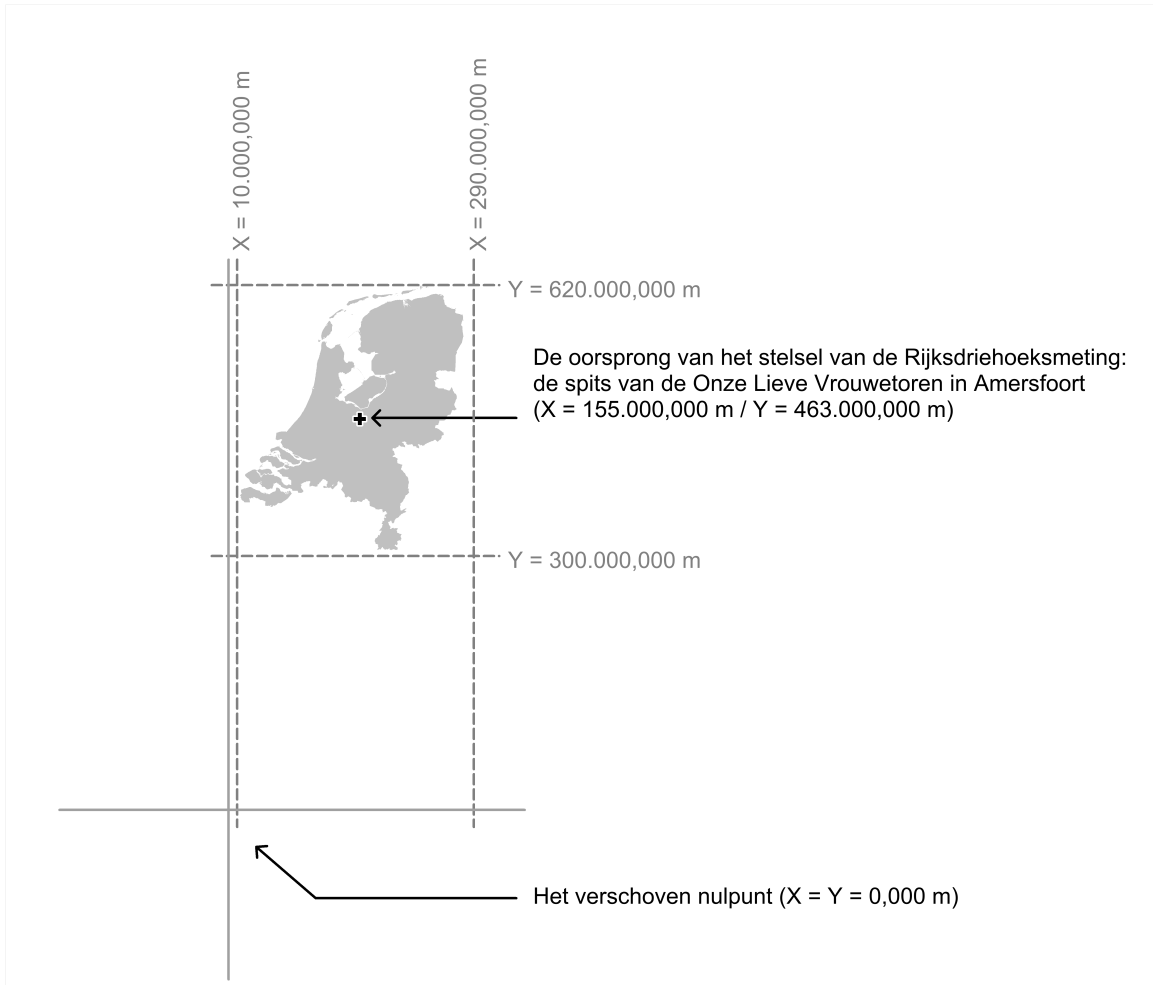 X = 10.000,000 m
X = 290.000,000 m
Y = 620.000,000 m
De oorsprong van het stelsel van de Rijksdriehoeksmeting:
de spits van de Onze Lieve Vrouwetoren in Amersfoort
(X = 155.000,000 m / Y = 463.000,000 m)
Y = 300.000,000 m
Het verschoven nulpunt (X = Y = 0,000 m)